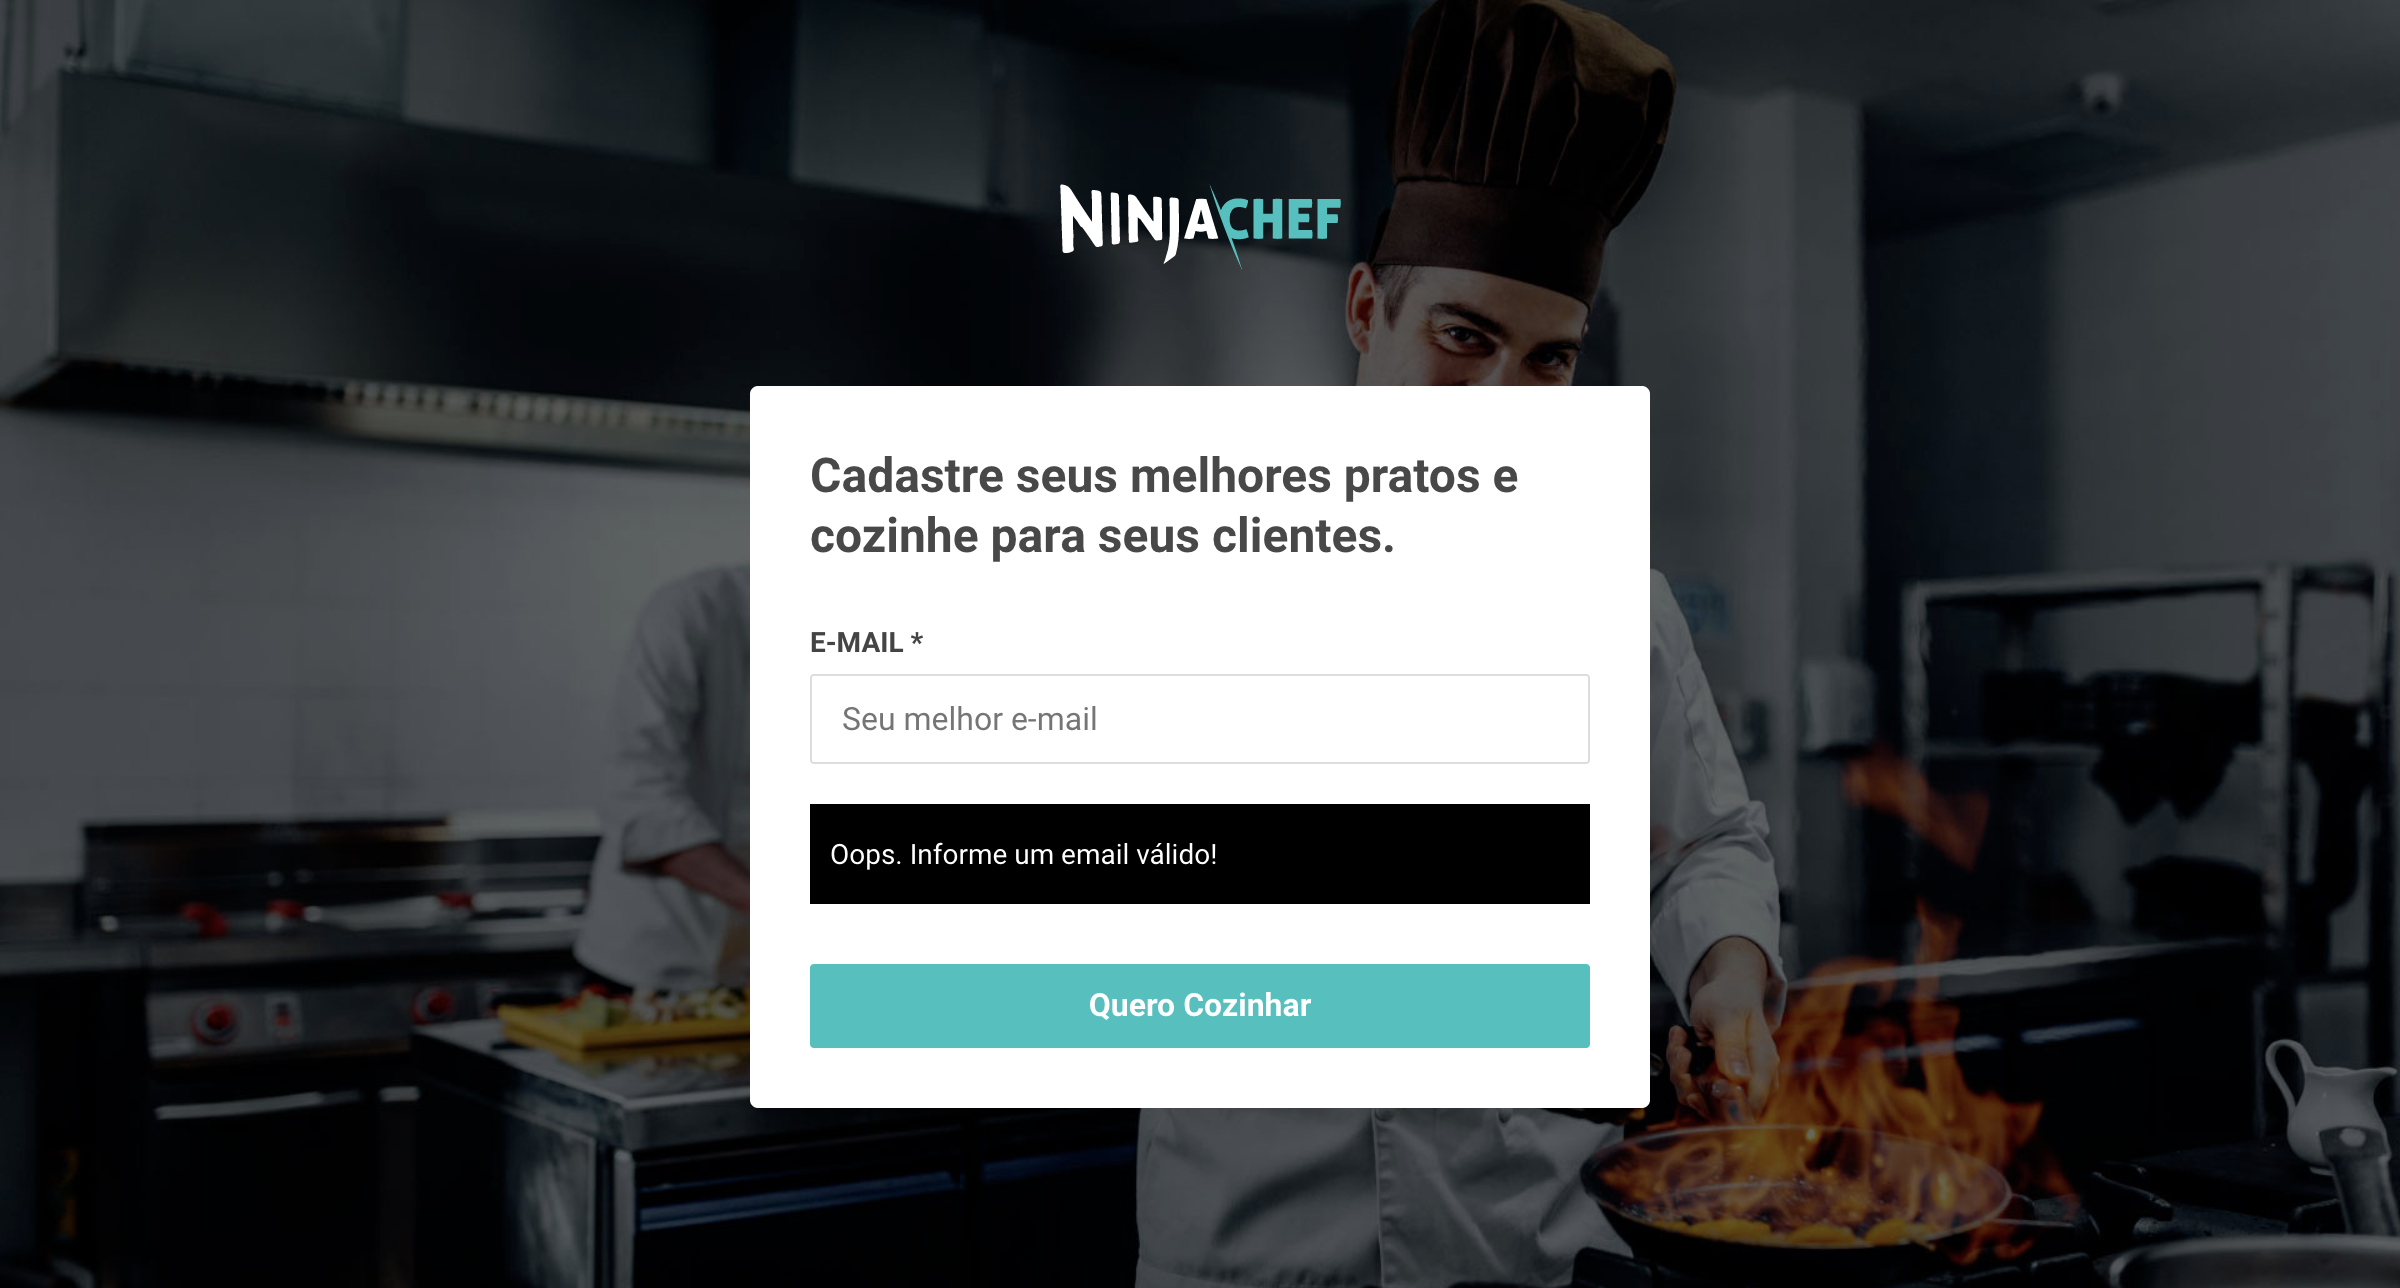 NINJACHEF
Cadastre seus melhores pratos e
cozinhe para seus clientes.
E-MAIL *
Seu melhor e-mail
Oops. Informe um email válido!
Quero Cozinhar